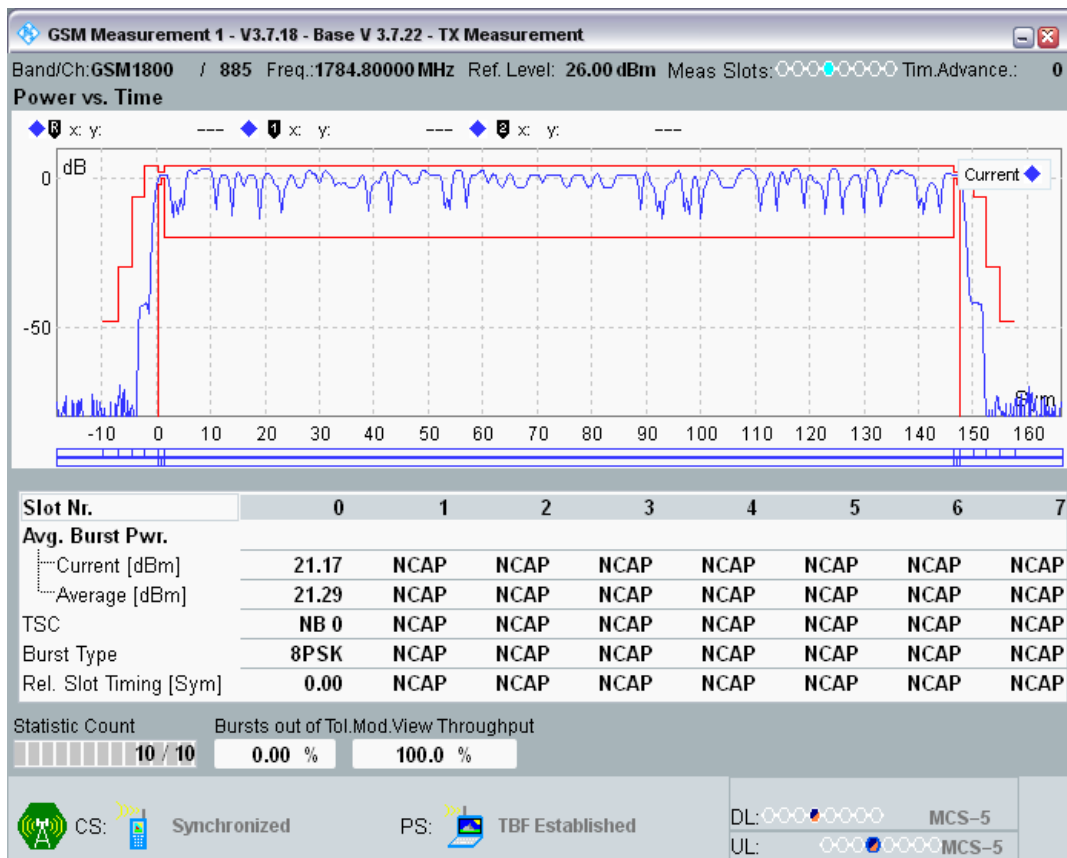 GSM Measurement 1 - V3.7.18 - Base V 3.7.22 - TX Measurement
Band/Ch:GSM1800 / 885 Freq.:1784.80000 MHz Ref. Level: 26.00 dBm Meas Slots: Tim.Advance.: 0
Power vs. Time
R x: y: --- 1 x: y: --- 2 x: y: ---
dB
Current
0
-50
Sym
-10 0 10 20 30 40 50 60 70 80 90 100 110 120 130 140 150 160
Slot Nr. 0 1 2 3 4 5 6 7
Avg. Burst Pwr.
Current [dBm] 21.17 NCAP NCAP NCAP NCAP NCAP NCAP NCAP
Average [dBm] 21.29 NCAP NCAP NCAP NCAP NCAP NCAP NCAP
TSC NB 0 NCAP NCAP NCAP NCAP NCAP NCAP NCAP
Burst Type 8PSK NCAP NCAP NCAP NCAP NCAP NCAP NCAP
Rel. Slot Timing [Sym] 0.00 NCAP NCAP NCAP NCAP NCAP NCAP NCAP
Statistic Count Bursts out of Tol. Mod.View Throughput
10 / 10 0.00 % 100.0 %
CS: Synchronized PS: TBF Established DL: MCS-5
UL: MCS-5